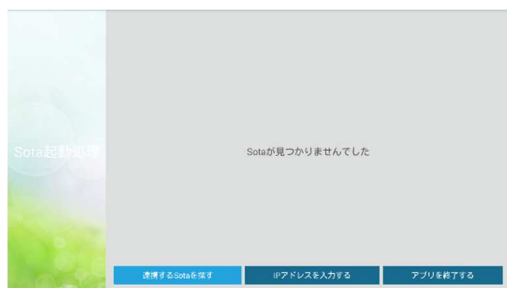 Sota起動処理
Sotaが見つかりませんでした
連携するSotaを探す
IPアドレスを入力する
アプリを終了する